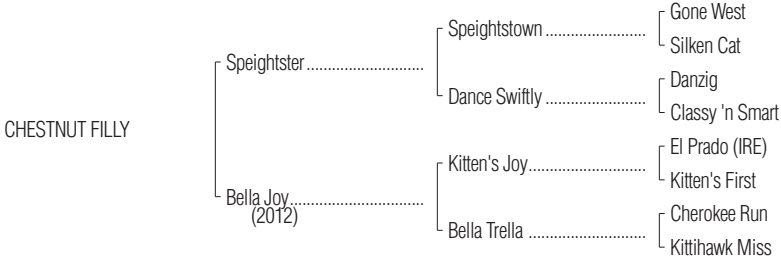 Gone West
Speightstown ........................
Silken Cat
Speightster ............................
Danzig
Dance Swiftly ........................
Classy 'n Smart
CHESTNUT FILLY
El Prado (IRE)
Kitten's Joy............................
Kitten's First
Bella Joy................................
(2012)
Cherokee Run
Bella Trella ............................
Kittihawk Miss